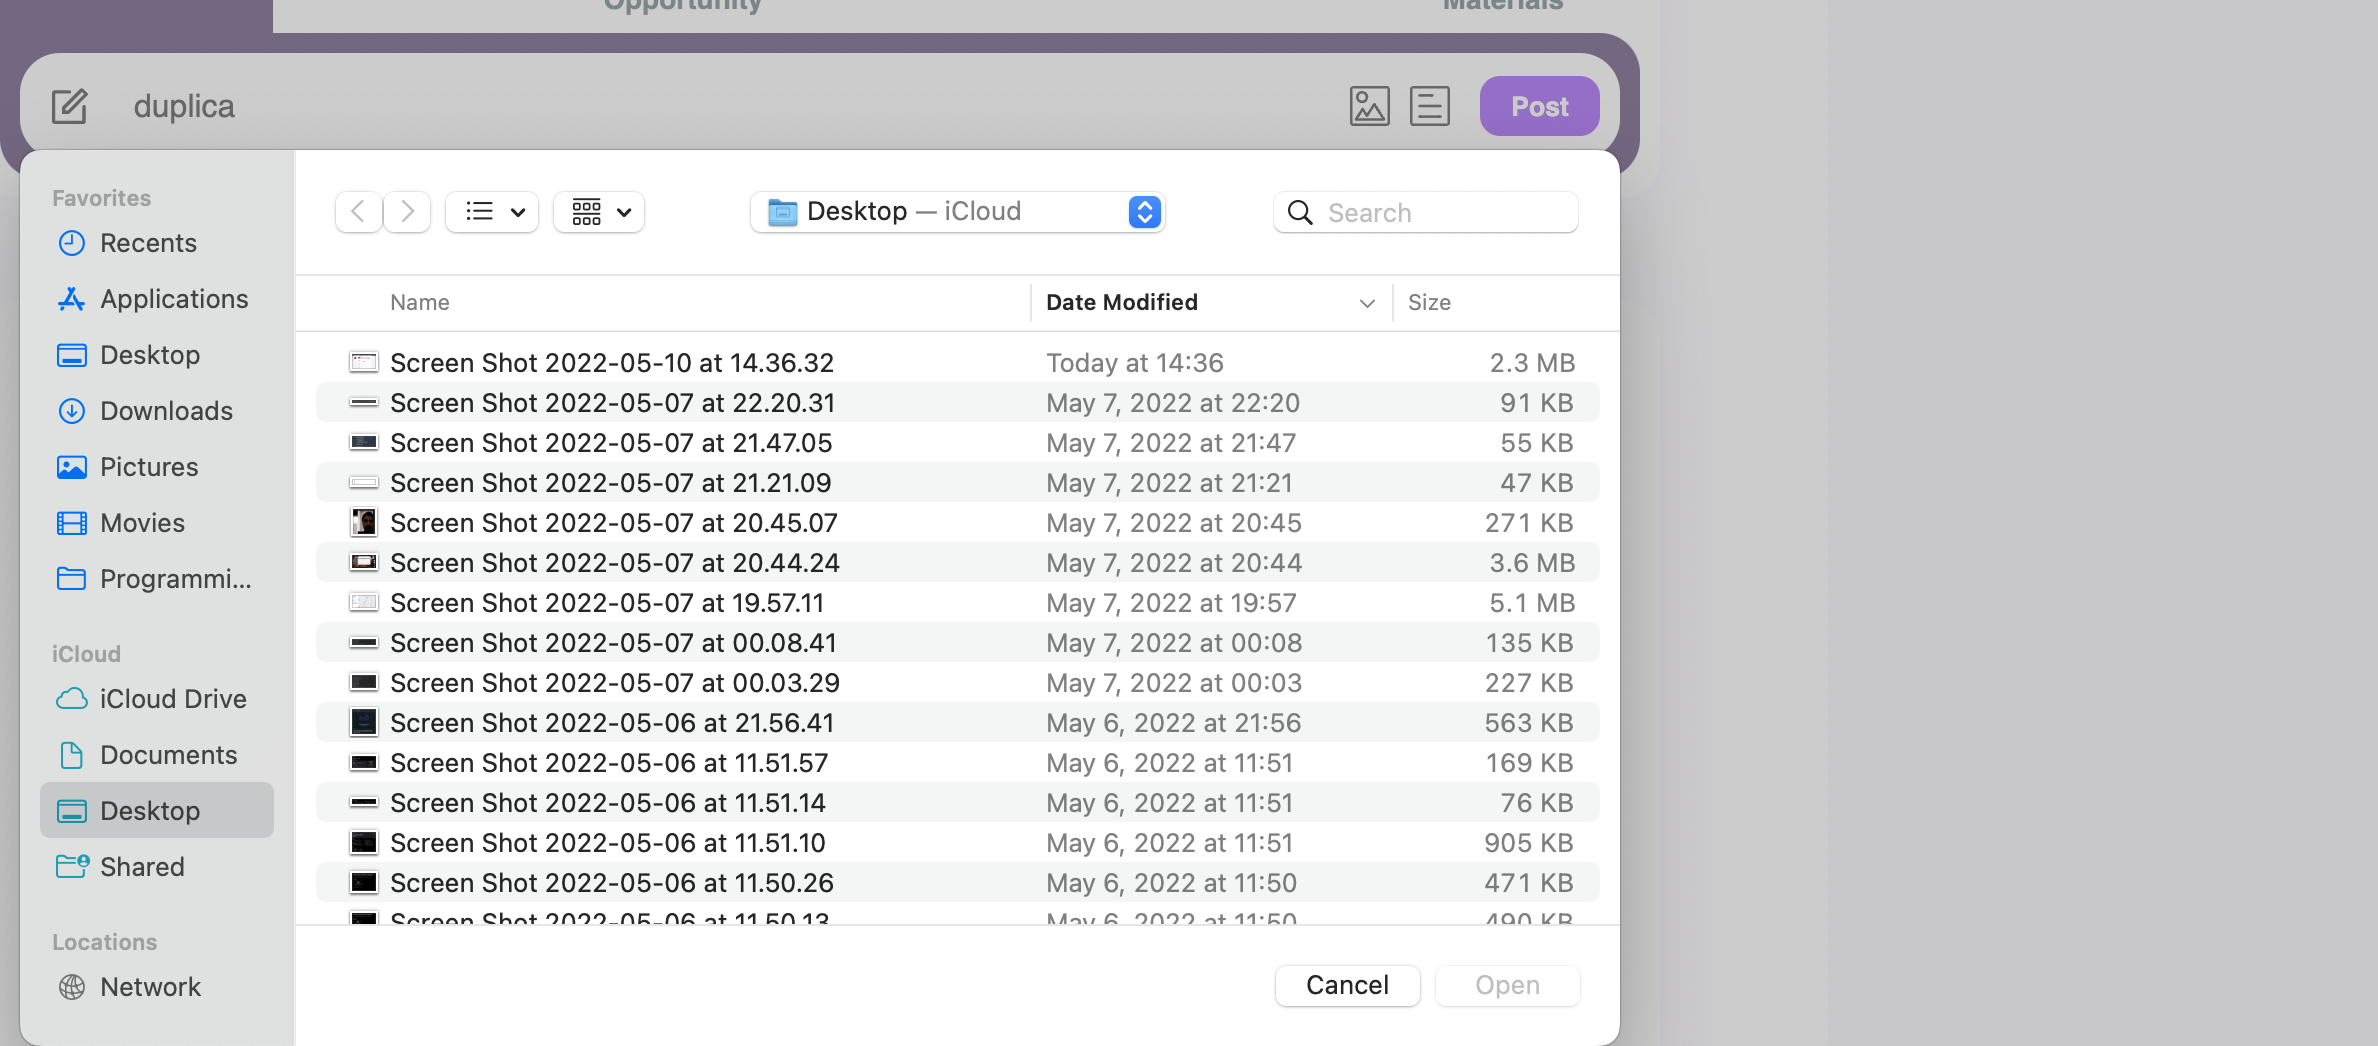 Opportunity
Materials
duplica
Post
Favorites
Recents
Applications
Desktop
Downloads
Pictures
Movies
Programmi...
iCloud
iCloud Drive
Documents
Desktop
Shared
Locations
Network
Desktop — iCloud
Search
Name Date Modified Size
Screen Shot 2022-05-10 at 14.36.32 Today at 14:36 2.3 MB
Screen Shot 2022-05-07 at 22.20.31 May 7, 2022 at 22:20 91 KB
Screen Shot 2022-05-07 at 21.47.05 May 7, 2022 at 21:47 55 KB
Screen Shot 2022-05-07 at 21.21.09 May 7, 2022 at 21:21 47 KB
Screen Shot 2022-05-07 at 20.45.07 May 7, 2022 at 20:45 271 KB
Screen Shot 2022-05-07 at 20.44.24 May 7, 2022 at 20:44 3.6 MB
Screen Shot 2022-05-07 at 19.57.11 May 7, 2022 at 19:57 5.1 MB
Screen Shot 2022-05-07 at 00.08.41 May 7, 2022 at 00:08 135 KB
Screen Shot 2022-05-07 at 00.03.29 May 7, 2022 at 00:03 227 KB
Screen Shot 2022-05-06 at 21.56.41 May 6, 2022 at 21:56 563 KB
Screen Shot 2022-05-06 at 11.51.57 May 6, 2022 at 11:51 169 KB
Screen Shot 2022-05-06 at 11.51.14 May 6, 2022 at 11:51 76 KB
Screen Shot 2022-05-06 at 11.51.10 May 6, 2022 at 11:51 905 KB
Screen Shot 2022-05-06 at 11.50.26 May 6, 2022 at 11:50 471 KB
Screen Shot 2022-05-06 at 11.50.13 May 6, 2022 at 11:50 490 KB
Cancel Open